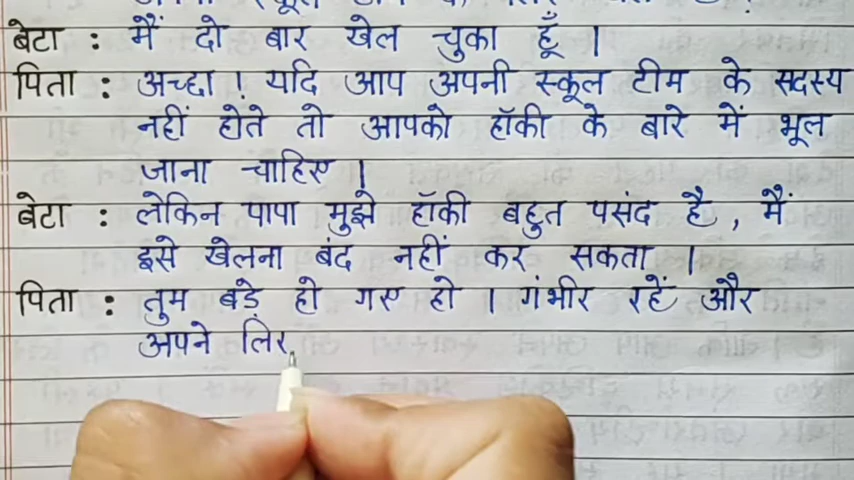 बेटा : मैं दो बार खेल चुका हूँ ।
पिता : अच्छा ! यदि आप अपनी स्कूल टीम के सदस्य
नहीं होते तो आपको हॉकी के बारे में भूल
जाना चाहिए ।
बेटा : लेकिन पापा मुझे हॉकी बहुत पसंद है , मैं
इसे खेलना बंद नहीं कर सकता ।
पिता : तुम बड़े हो गए हो । गंभीर रहें और
अपने लिर